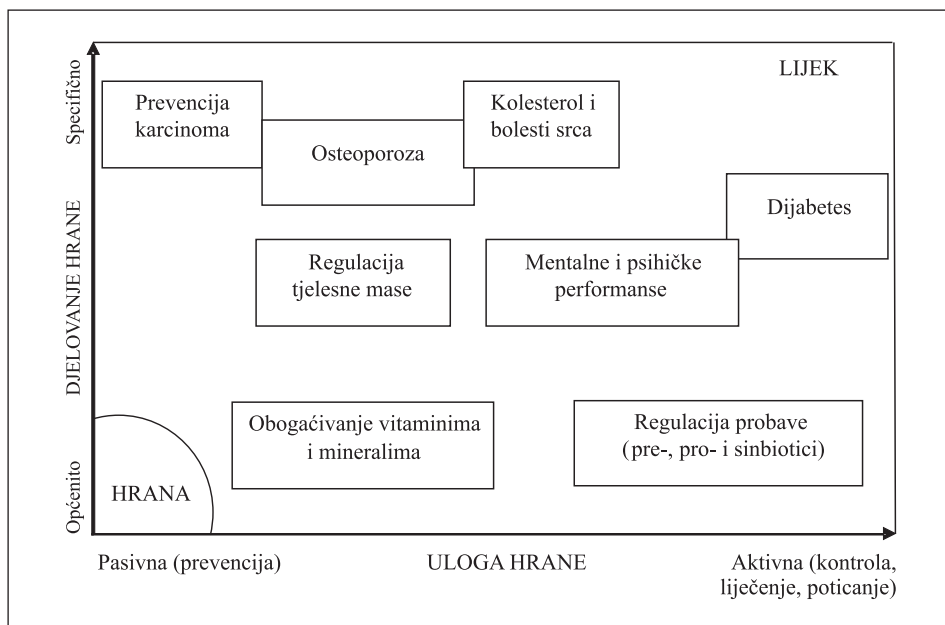 LIJEK
Specifično
Prevencija
karcinoma
Kolesterol i
bolesti srca
Osteoporoza
Dijabetes
DJELOVANJE HRANE
Regulacija
tjelesne mase
Mentalne i psihičke
performanse
Obogaćivanje vitaminima
i mineralima
Regulacija probave
(pre-, pro- i sinbiotici)
HRANA
Općenito
Pasivna (prevencija)
ULOGA HRANE
Aktivna (kontrola,
liječenje, poticanje)